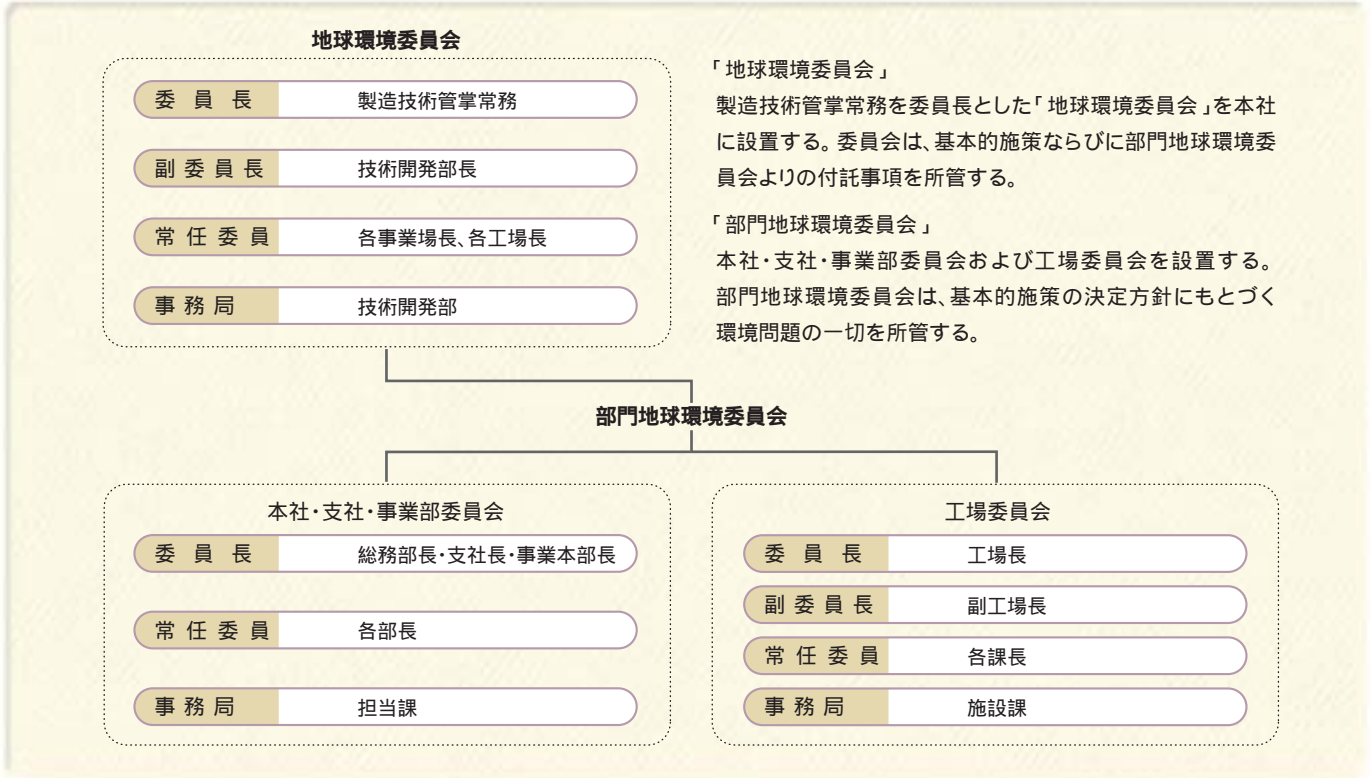 地球環境委員会
委員長 製造技術管掌常務
副委員長 技術開発部長
常任委員 各事業場長、各工場長
事務局 技術開発部
「地球環境委員会」
製造技術管掌常務を委員長とした「地球環境委員会」を本社
に設置する。委員会は、基本的施策ならびに部門地球環境委
員会よりの付託事項を所管する。
「部門地球環境委員会」
本社・支社・事業部委員会および工場委員会を設置する。
部門地球環境委員会は、基本的施策の決定方針にもとづく
環境問題の一切を所管する。
部門地球環境委員会
本社・支社・事業部委員会
委員長 総務部長・支社長・事業本部長
常任委員 各部長
事務局 担当課
工場委員会
委員長 工場長
副委員長 副工場長
常任委員 各課長
事務局 施設課